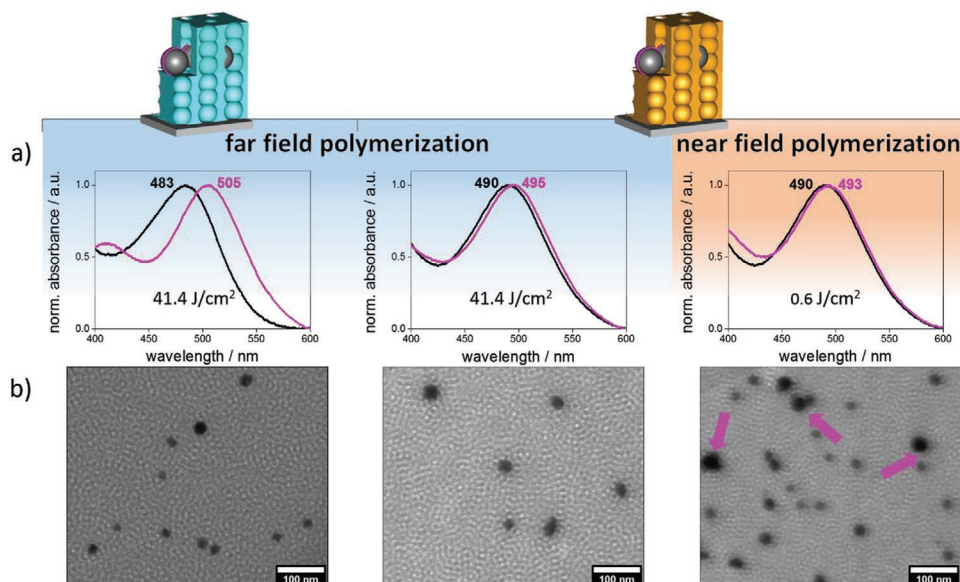 far field polymerization
near field polymerization
a)
483
505
norm. absorbance / a.u.
1.0
0.5
0.0
41.4 J/cm²
400
450
500
550
600
wavelength / nm
490
495
norm. absorbance / a.u.
1.0
0.5
0.0
41.4 J/cm²
400
450
500
550
600
wavelength / nm
490
493
norm. absorbance / a.u.
1.0
0.5
0.0
0.6 J/cm²
400
450
500
550
600
wavelength / nm
b)
100 nm
100 nm
100 nm